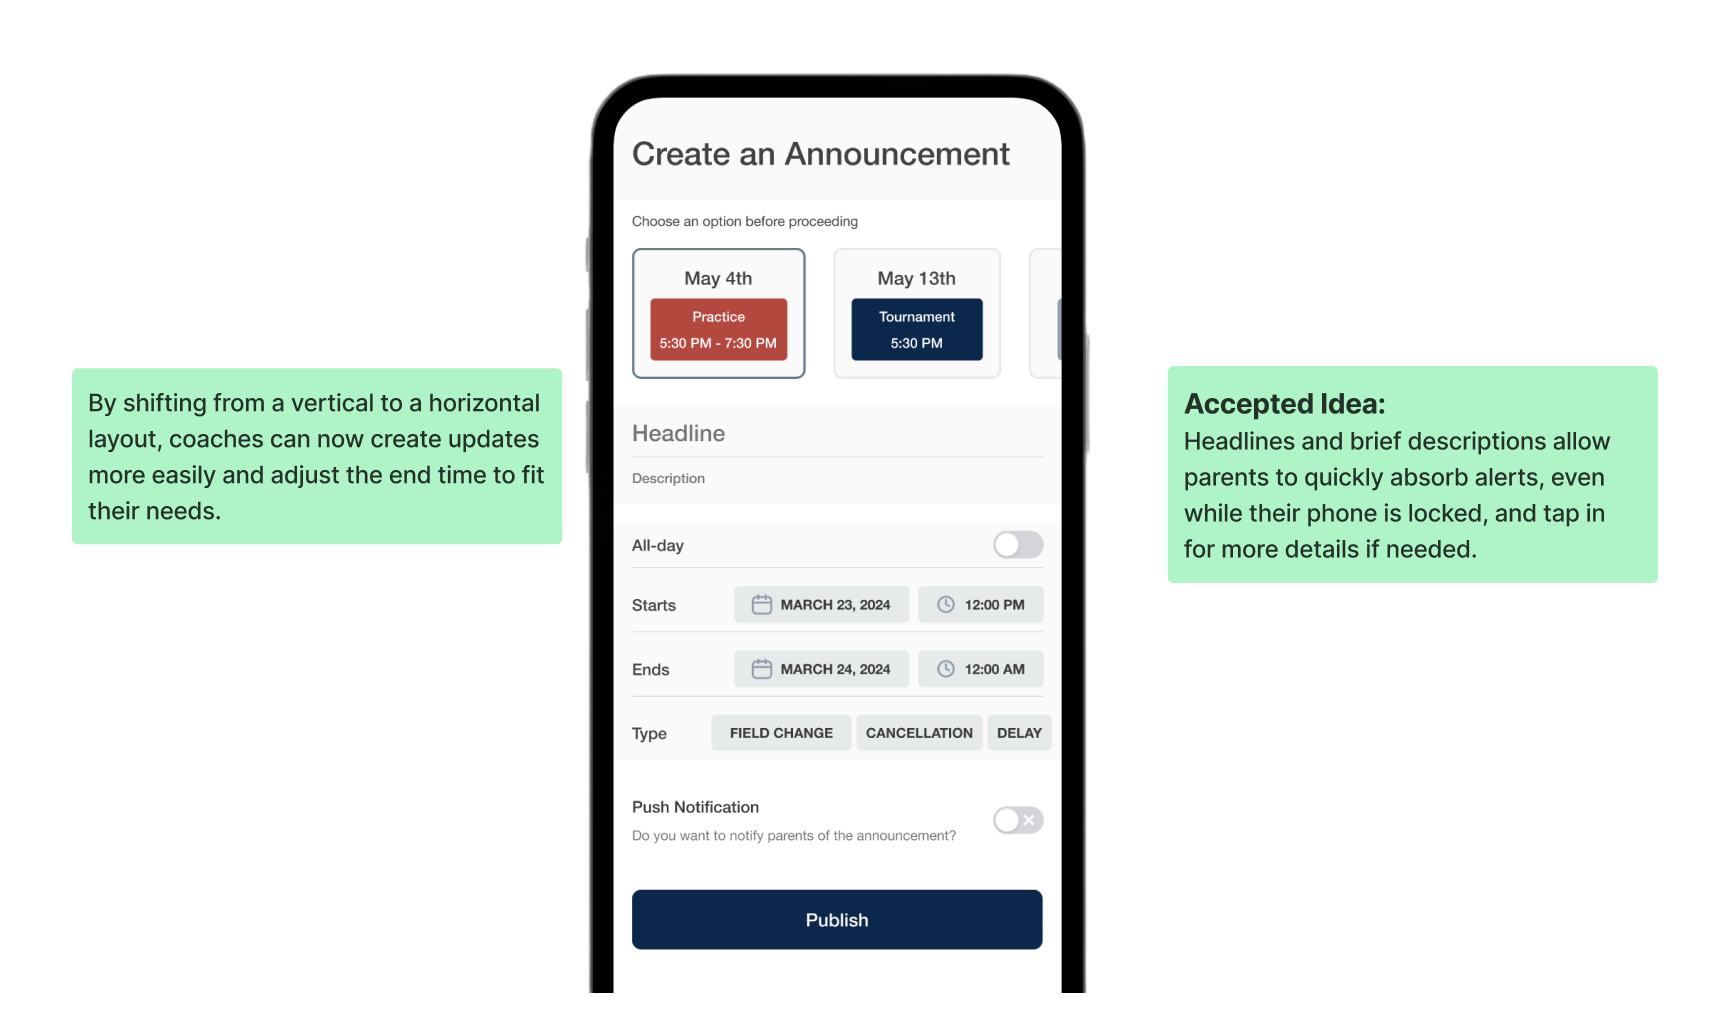 Create an Announcement
Choose an option before proceeding
May 4th
Practice
5:30 PM - 7:30 PM
May 13th
Tournament
5:30 PM
By shifting from a vertical to a horizontal
layout, coaches can now create updates
more easily and adjust the end time to fit
their needs.
Headline
Description
All-day
Starts
MARCH 23, 2024
12:00 PM
Ends
MARCH 24, 2024
12:00 AM
Type
FIELD CHANGE
CANCELLATION
DELAY
Push Notification
Do you want to notify parents of the announcement?
Publish
Accepted Idea:
Headlines and brief descriptions allow
parents to quickly absorb alerts, even
while their phone is locked, and tap in
for more details if needed.